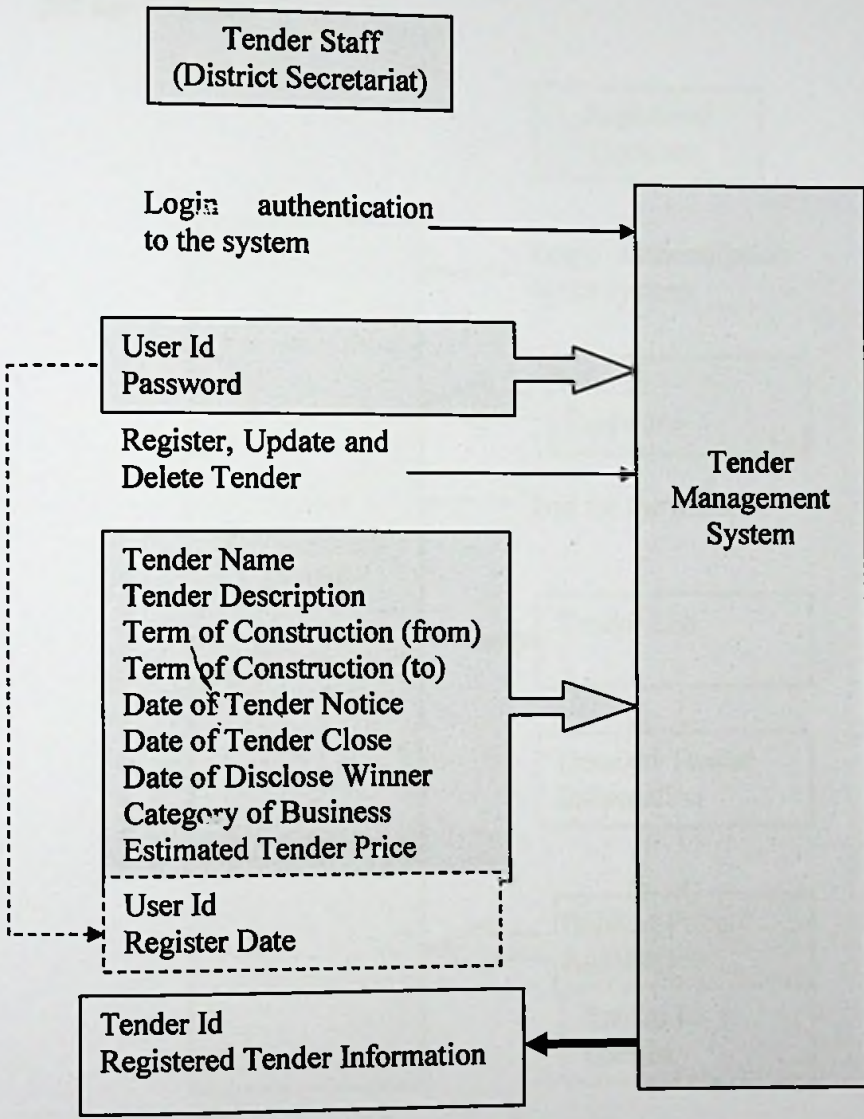 Tender Staff
(District Secretariat)
Login authentication
to the system
User Id
Password
Register, Update and
Delete Tender
Tender
Management
System
Tender Name
Tender Description
Term of Construction (from)
Term of Construction (to)
Date of Tender Notice
Date of Tender Close
Date of Disclose Winner
Category of Business
Estimated Tender Price
User Id
Register Date
Tender Id
Registered Tender Information